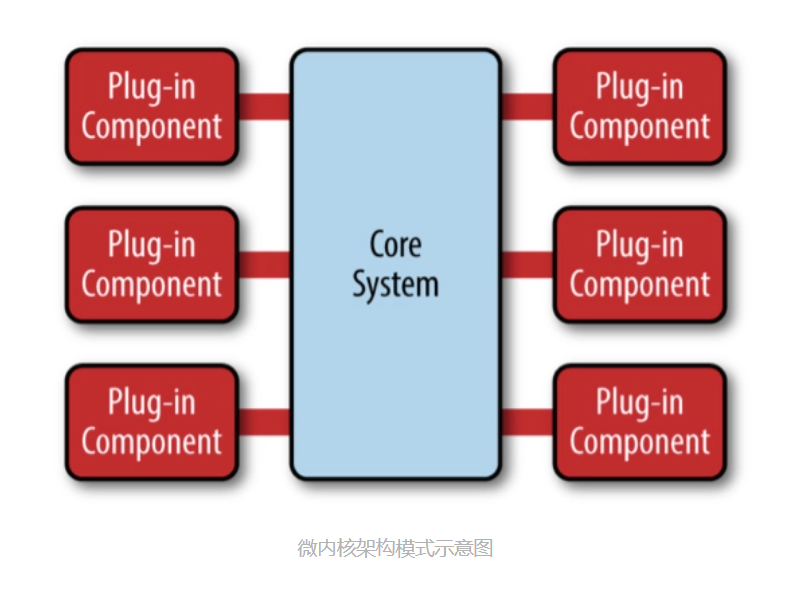 Plug-in
Component
Plug-in
Component
Plug-in
Component
Core
System
Plug-in
Component
Plug-in
Component
Plug-in
Component
微内核架构模式示意图